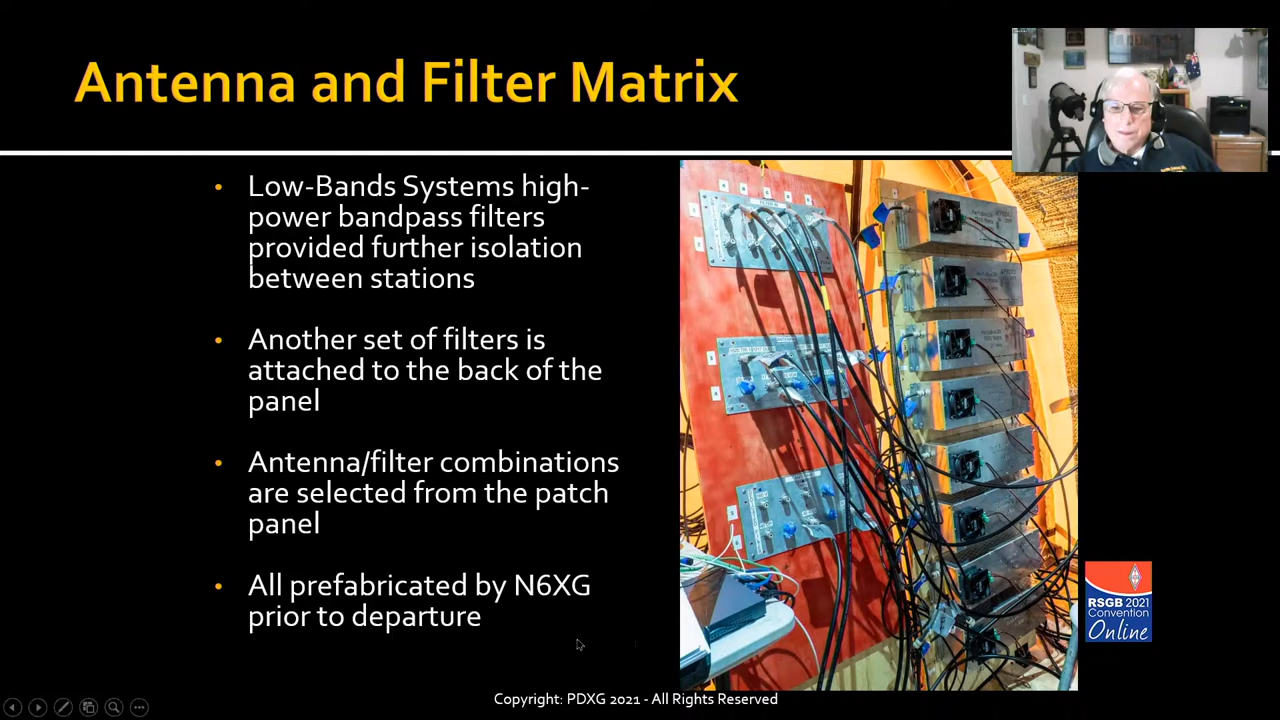 Antenna and Filter Matrix
Low-Bands Systems high-
power bandpass filters
provided further isolation
between stations
Another set of filters is
attached to the back of the
panel
Antenna/filter combinations
are selected from the patch
panel
All prefabricated by N6XG
prior to departure
RSGB 2021
Convention
Online
Copyright: PDXG 2021 - All Rights Reserved